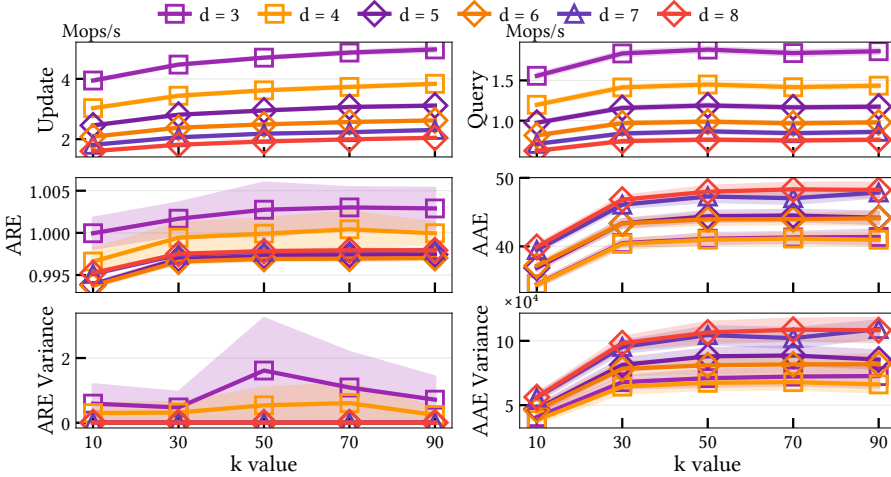 d = 3 d = 4 d = 5 d = 6 d = 7 d = 8
Mops/s
Update
4
2
Mops/s
Query
1.5
1.0
ARE
1.005
1.000
0.995
AAE
50
40
ARE Variance
2
0
10 30 50 70 90
k value
×10⁴
AAE Variance
10
5
10 30 50 70 90
k value